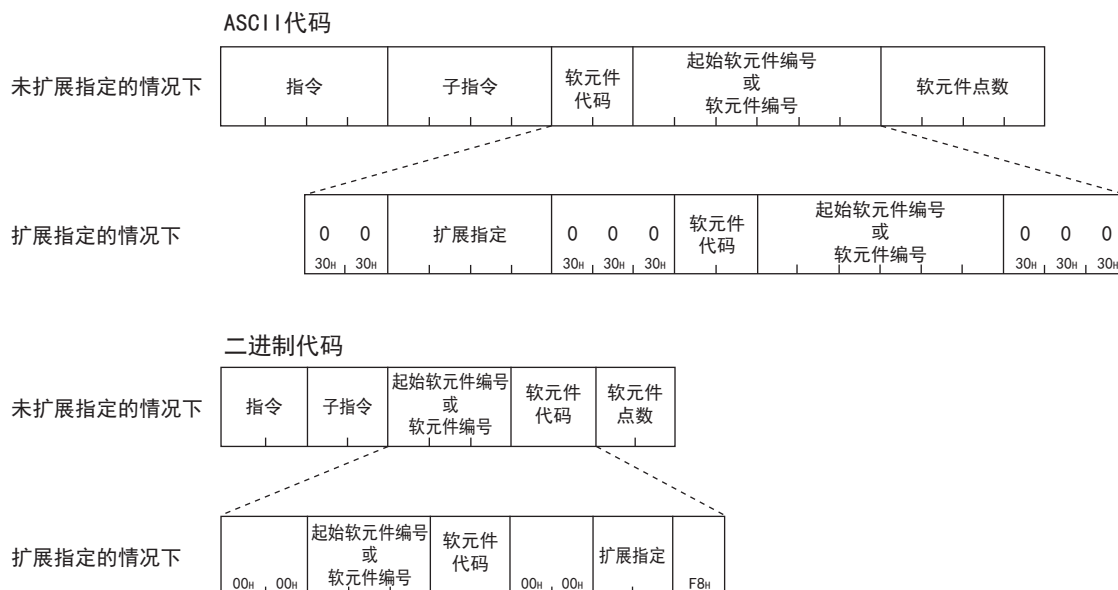 ASCII代码
未扩展指定的情况下
指令
子指令
软元件
代码
起始软元件编号
或
软元件编号
软元件点数
扩展指定的情况下
0 0
30H 30H
扩展指定
0 0 0
30H 30H 30H
软元件
代码
起始软元件编号
或
软元件编号
0 0 0
30H 30H 30H
二进制代码
未扩展指定的情况下
指令
子指令
起始软元件编号
或
软元件编号
软元件
代码
软元件
点数
扩展指定的情况下
00H 00H
起始软元件编号
或
软元件编号
软元件
代码
00H 00H
扩展指定
F8H